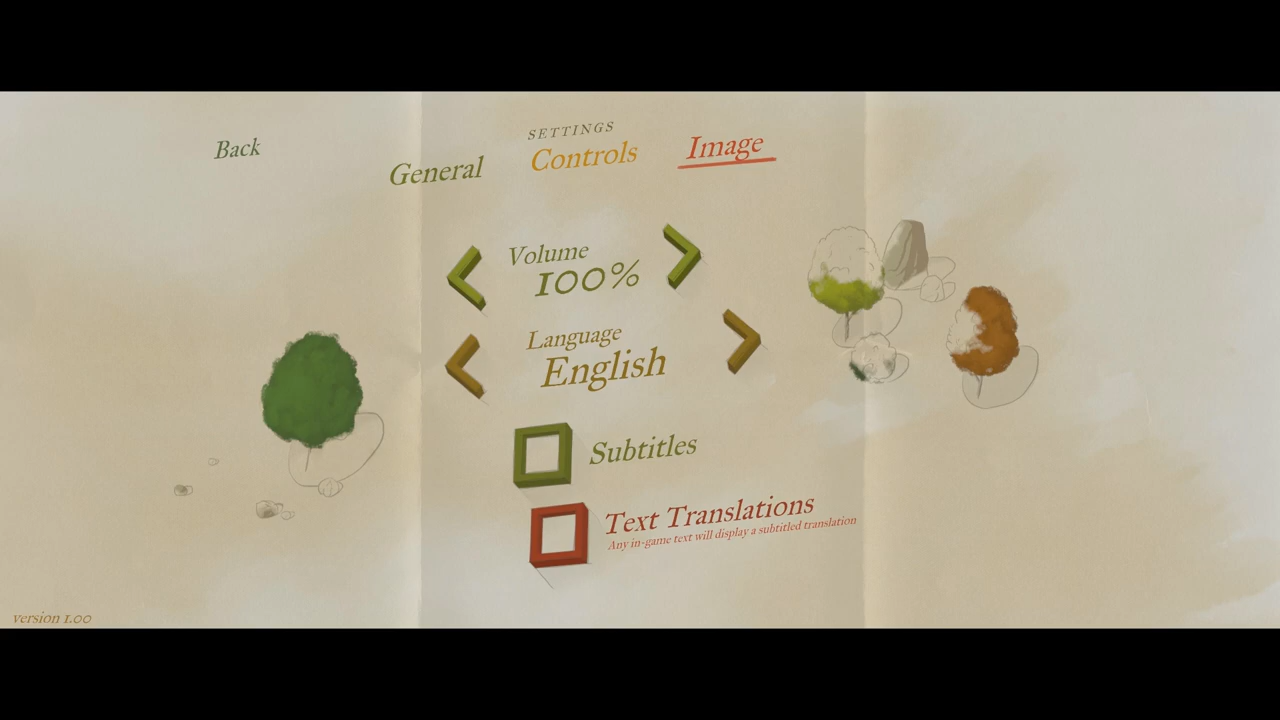 Back
SETTINGS
General
Controls
Image
Volume
100%
Language
English
Subtitles
Text Translations
Any in-game text will display a subtitled translation
version 1.00